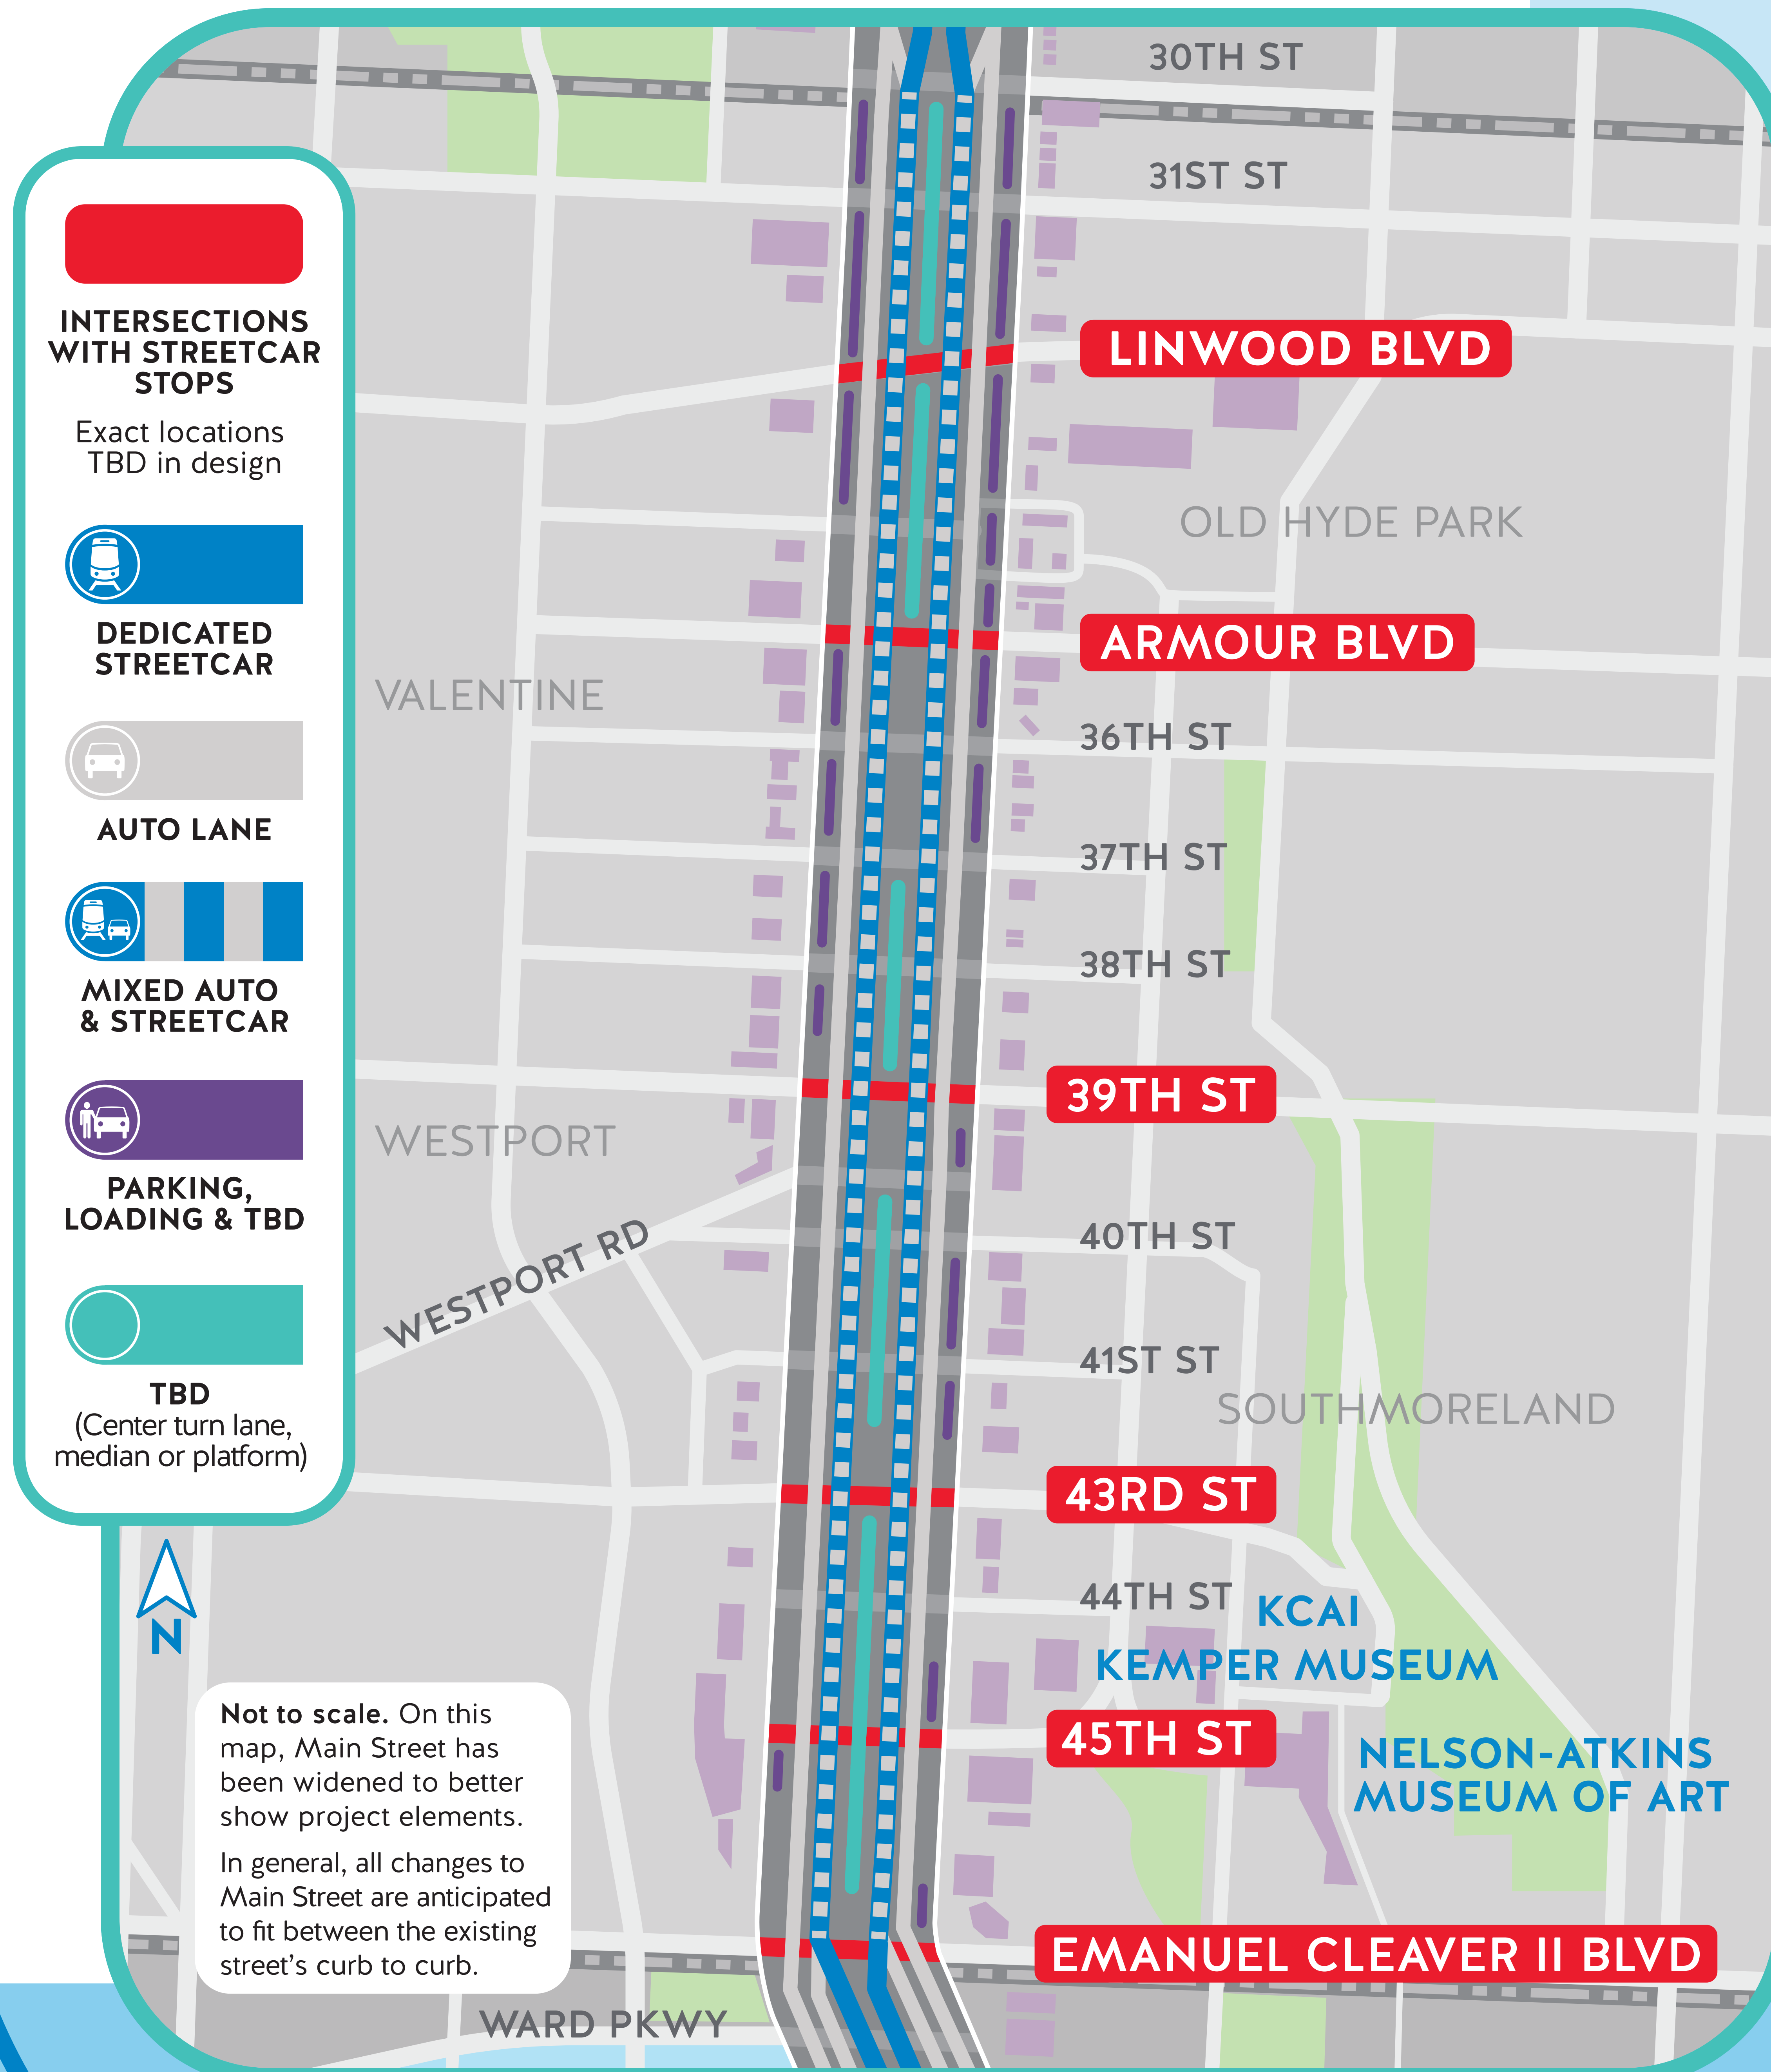 INTERSECTIONS
WITH STREETCAR
STOPS
Exact locations
TBD in design
DEDICATED
STREETCAR
AUTO LANE
MIXED AUTO
& STREETCAR
PARKING,
LOADING & TBD
TBD
(Center turn lane,
median or platform)
N
Not to scale. On this
map, Main Street has
been widened to better
show project elements.
In general, all changes to
Main Street are anticipated
to fit between the existing
street's curb to curb.
30TH ST
31ST ST
LINWOOD BLVD
OLD HYDE PARK
ARMOUR BLVD
VALENTINE
36TH ST
37TH ST
38TH ST
39TH ST
WESTPORT
WESTPORT RD
40TH ST
41ST ST
SOUTHMORELAND
43RD ST
44TH ST
KCAI
KEMPER MUSEUM
45TH ST
NELSON-ATKINS
MUSEUM OF ART
EMANUEL CLEAVER II BLVD
WARD PKWY